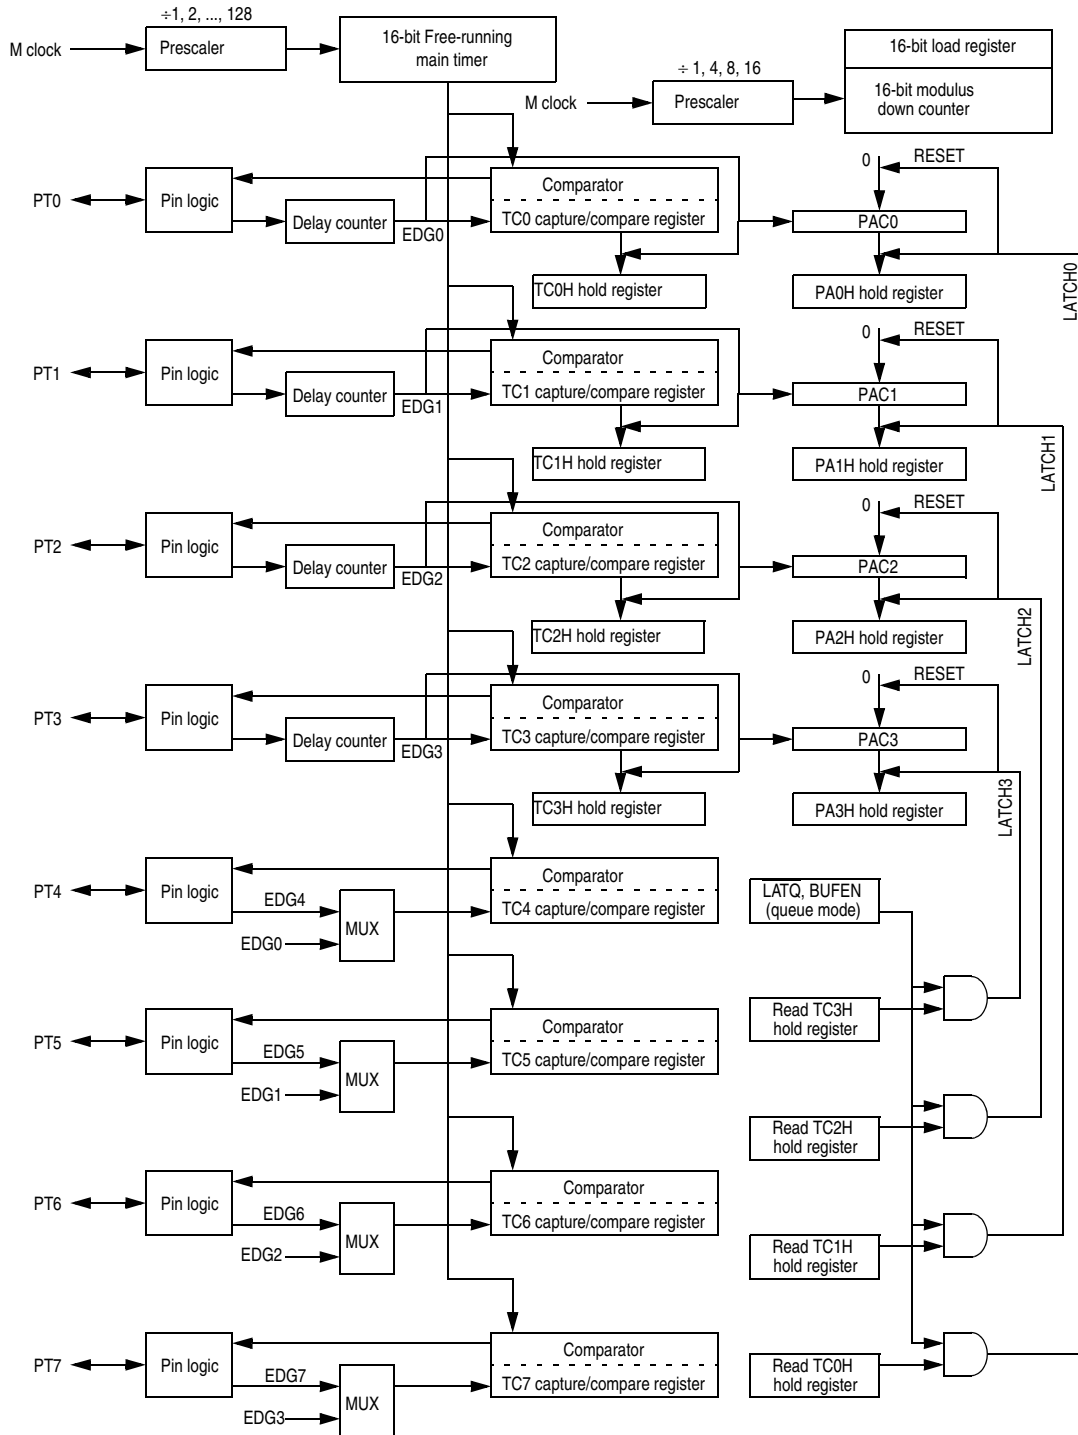 ÷1, 2, ..., 128
M clock
Prescaler
16-bit Free-running
main timer
÷ 1, 4, 8, 16
M clock
Prescaler
16-bit load register
16-bit modulus
down counter
PT0
Pin logic
Delay counter
EDG0
Comparator
TC0 capture/compare register
TC0H hold register
0
RESET
PAC0
PA0H hold register
LATCH0
PT1
Pin logic
Delay counter
EDG1
Comparator
TC1 capture/compare register
TC1H hold register
0
RESET
PAC1
PA1H hold register
LATCH1
PT2
Pin logic
Delay counter
EDG2
Comparator
TC2 capture/compare register
TC2H hold register
0
RESET
PAC2
PA2H hold register
LATCH2
PT3
Pin logic
Delay counter
EDG3
Comparator
TC3 capture/compare register
TC3H hold register
0
RESET
PAC3
PA3H hold register
LATCH3
PT4
Pin logic
EDG4
EDG0
MUX
Comparator
TC4 capture/compare register
LATQ, BUFEN
(queue mode)
PT5
Pin logic
EDG5
EDG1
MUX
Comparator
TC5 capture/compare register
Read TC3H
hold register
Read TC2H
hold register
PT6
Pin logic
EDG6
EDG2
MUX
Comparator
TC6 capture/compare register
Read TC1H
hold register
PT7
Pin logic
EDG7
EDG3
MUX
Comparator
TC7 capture/compare register
Read TC0H
hold register